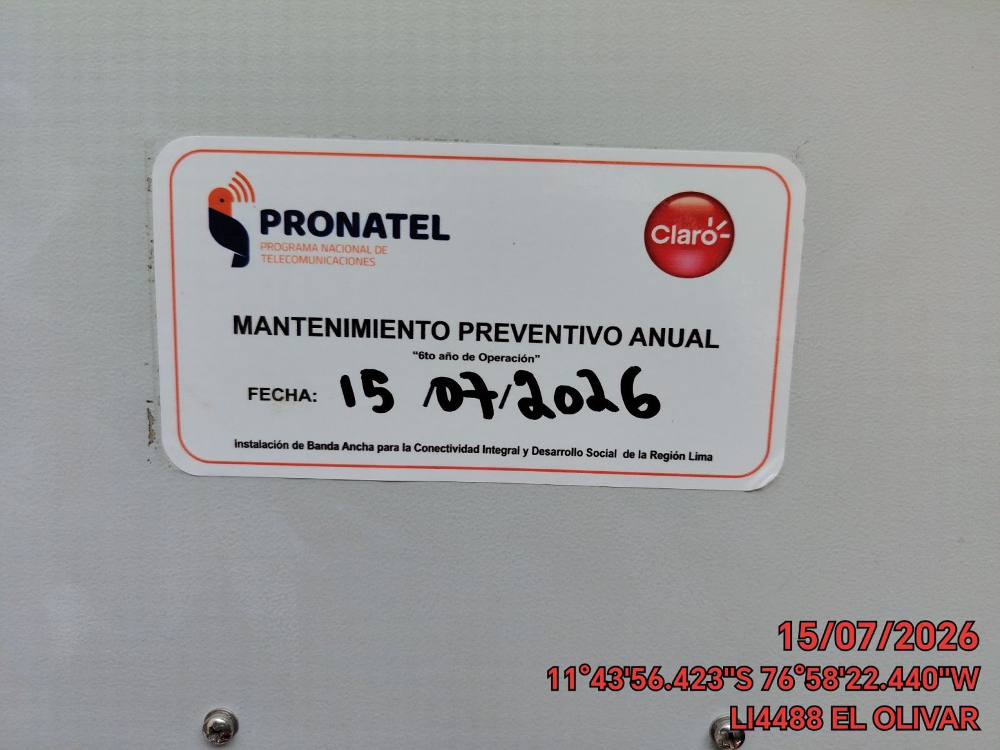 PRONATEL
PROGRAMA NACIONAL DE
TELECOMUNICACIONES
Claro
MANTENIMIENTO PREVENTIVO ANUAL
“6to año de Operación”
FECHA: 15 /07/2026
Instalación de Banda Ancha para la Conectividad Integral y Desarrollo Social de la Región Lima
15/07/2026
11°43'56.423"S 76°58'22.440"W
LI4488 EL OLIVAR